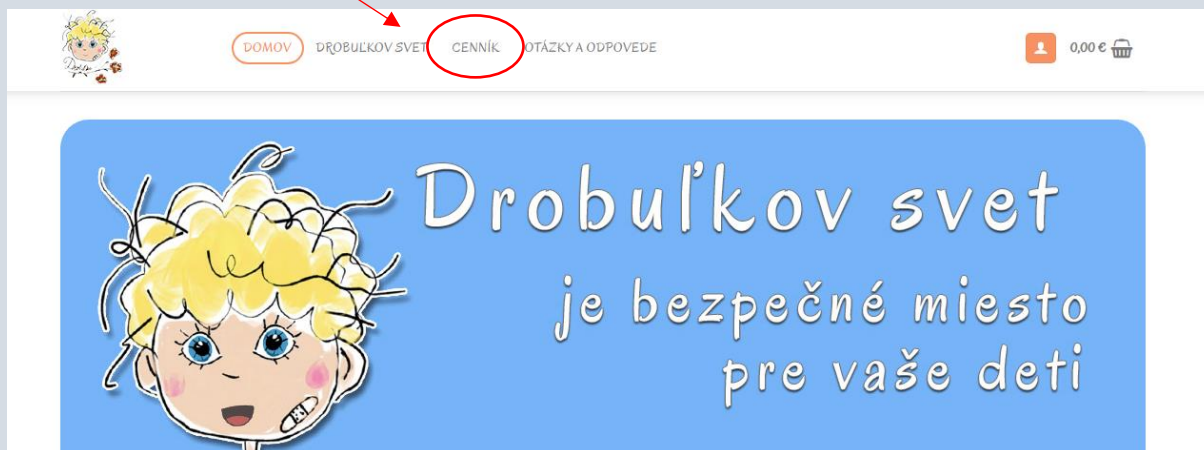 DOMOV DROBUĽKOV SVET CENNÍK OTÁZKY A ODPOVEDE 0,00 €
Drobuľkov svet
je bezpečné miesto
pre vaše deti